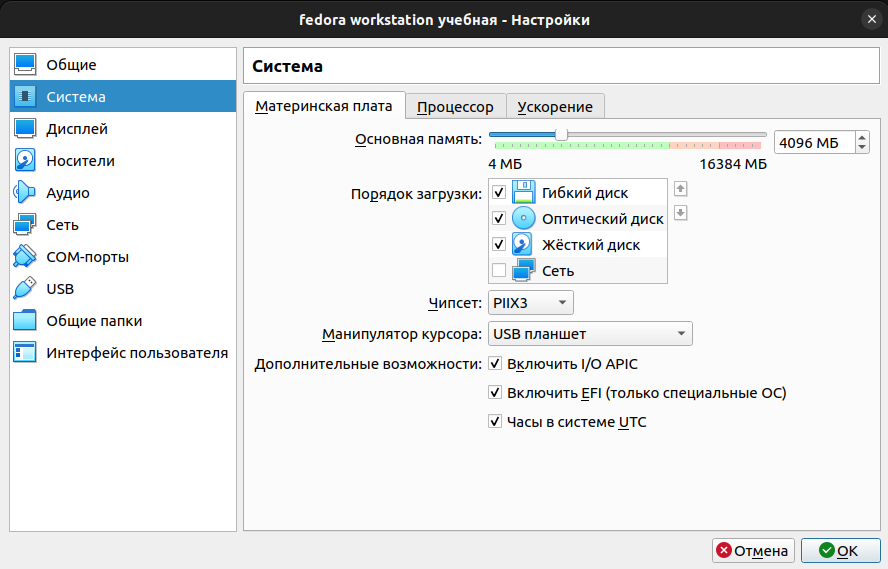 fedora workstation учебная - Настройки
Общие
Система
Дисплей
Носители
Аудио
Сеть
COM-порты
USB
Общие папки
Интерфейс пользователя
Система
Материнская плата
Процессор
Ускорение
Основная память:
4096 МБ
4 МБ
16384 МБ
Порядок загрузки:
Гибкий диск
Оптический диск
Жёсткий диск
Сеть
Чипсет:
PIIX3
Манипулятор курсора:
USB планшет
Дополнительные возможности:
Включить I/O APIC
Включить EFI (только специальные ОС)
Часы в системе UTC
Отмена
OK